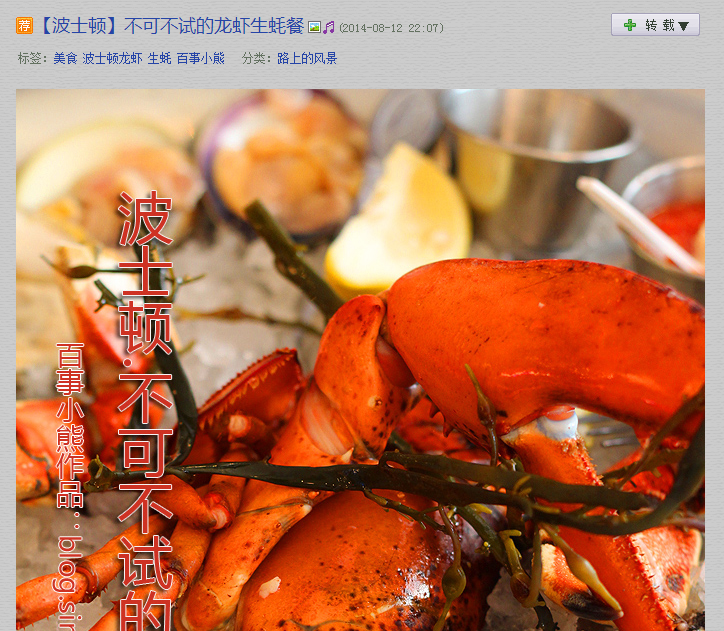 荐【波士顿】不可不试的龙虾生蚝餐 (2014-08-12 22:07)
转 载▼
标签：美食 波士顿龙虾 生蚝 百事小熊 分类：路上的风景
波士顿·不可不试的
百事小熊作品：blog.sin